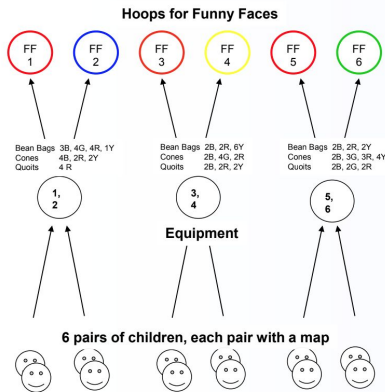 Hoops for Funny Faces
FF 1
FF 2
FF 3
FF 4
FF 5
FF 6
Bean Bags 3B, 4G, 4R, 1Y
Cones 4B, 2R, 2Y
Quoits 4 R
Bean Bags 2B, 2R, 6Y
Cones 2B, 4G, 2R
Quoits 2B, 2R, 2Y
Bean Bags 2B, 2R, 2Y
Cones 2B, 3G, 3R, 4Y
Quoits 2B, 2G, 2R
1,
2
3,
4
5,
6
Equipment
6 pairs of children, each pair with a map